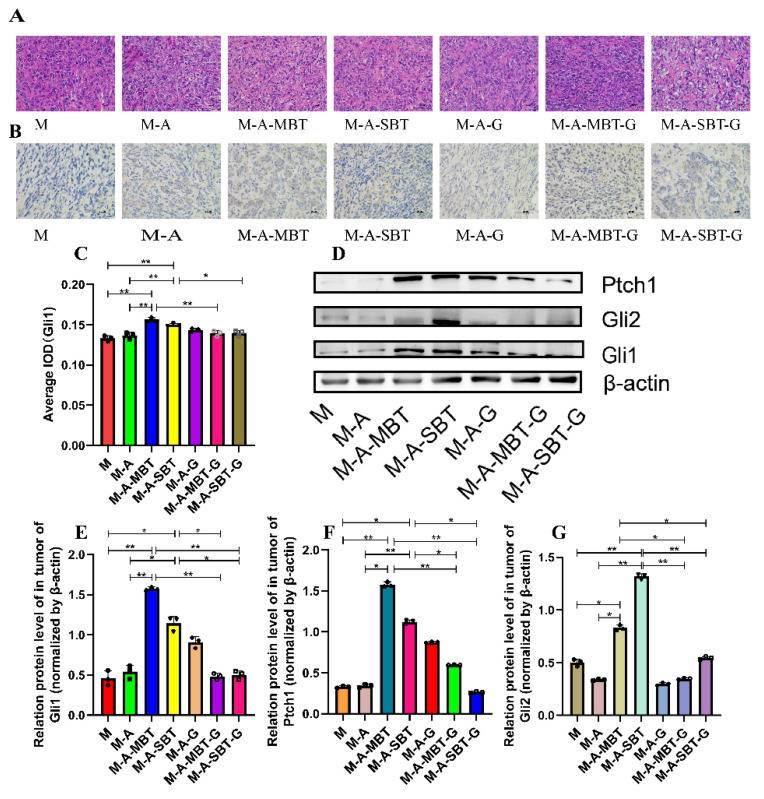 A
M M-A M-A-MBT M-A-SBT M-A-G M-A-MBT-G M-A-SBT-G
B
M M-A M-A-MBT M-A-SBT M-A-G M-A-MBT-G M-A-SBT-G
C
Average IOD(Gli1)
0.20
0.15
0.10
0.05
0.00
** ** * ** ** **
M M-A M-A-MBT M-A-SBT M-A-G M-A-MBT-G M-A-SBT-G
D
Ptch1
Gli2
Gli1
β-actin
M M-A M-A-MBT M-A-SBT M-A-G M-A-MBT-G M-A-SBT-G
E
Relation protein level of in tumor of
Gli1 (normalized by β-actin)
2.0
1.5
1.0
0.5
0.0
* *
** **
* *
** **
M M-A M-A-MBT M-A-SBT M-A-G M-A-MBT-G M-A-SBT-G
F
Relation protein level of in tumor of
Ptch1 (normalized by β-actin)
2.0
1.5
1.0
0.5
0.0
* *
** **
** *
* **
M M-A M-A-MBT M-A-SBT M-A-G M-A-MBT-G M-A-SBT-G
G
Relation protein level of in tumor of
Gli2 (normalized by β-actin)
1.5
1.0
0.5
0.0
*
*
** **
** **
*
*
M M-A M-A-MBT M-A-SBT M-A-G M-A-MBT-G M-A-SBT-G